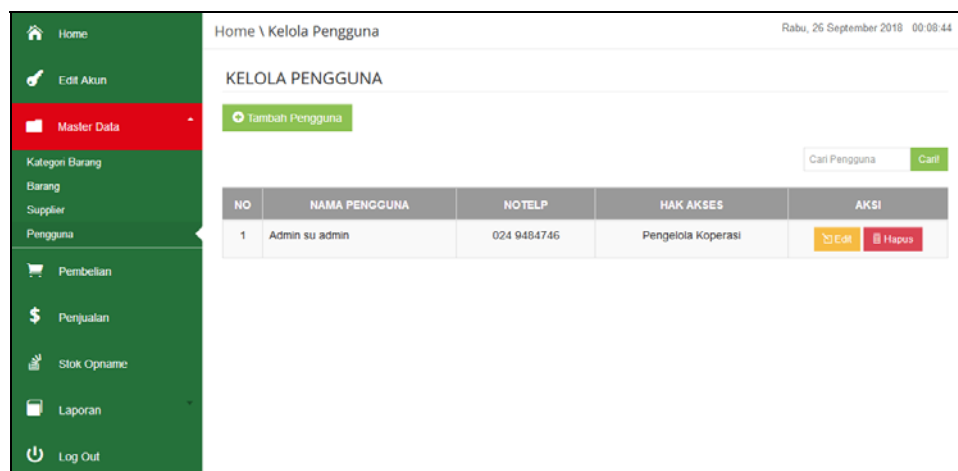 Home
Edit Akun
Master Data
Kategori Barang
Barang
Supplier
Pengguna
Pembelian
Penjualan
Stok Opname
Laporan
Log Out
Home \ Kelola Pengguna
Rabu, 26 September 2018 00:08:44
KELOLA PENGGUNA
Tambah Pengguna
Cari Pengguna Cari!
NO NAMA PENGGUNA NOTELP HAK AKSES AKSI
1 Admin su admin 024 9484746 Pengelola Koperasi Edit Hapus